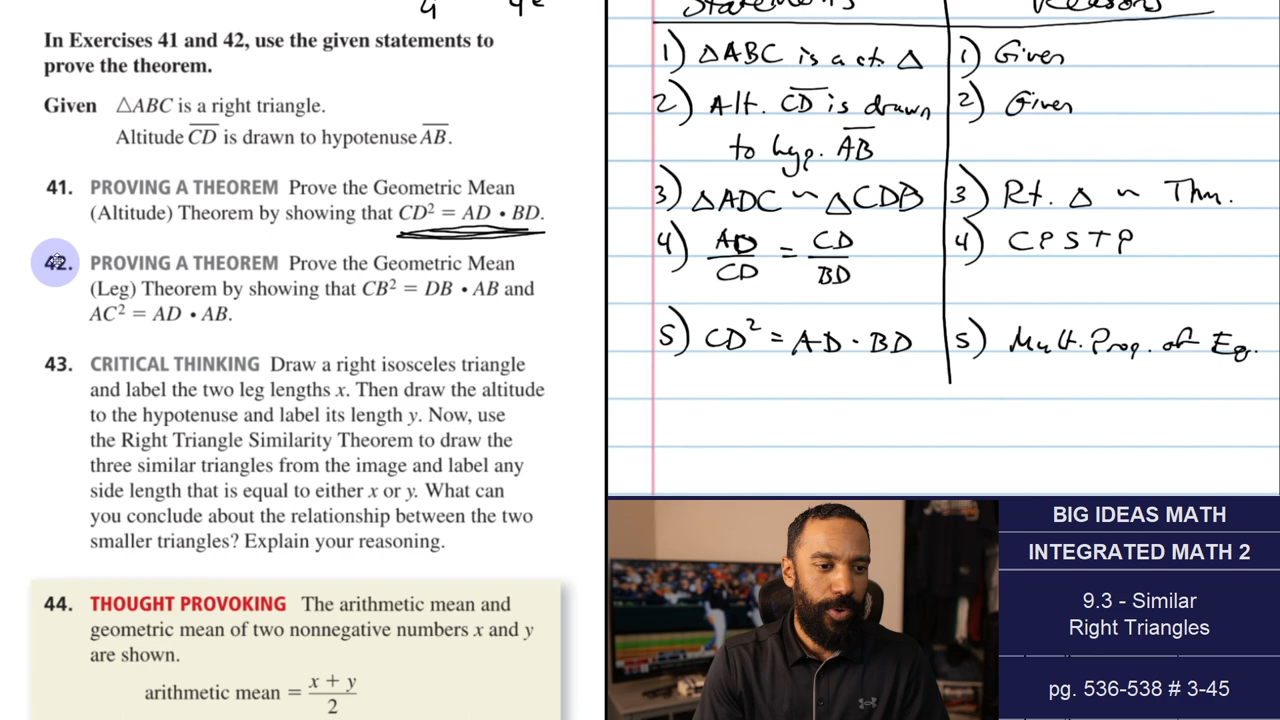 4
In Exercises 41 and 42, use the given statements to
prove the theorem.
Given △ABC is a right triangle.
Altitude C̅D̅ is drawn to hypotenuse A̅B̅.
41. PROVING A THEOREM Prove the Geometric Mean
(Altitude) Theorem by showing that CD² = AD • BD.
42. PROVING A THEOREM Prove the Geometric Mean
(Leg) Theorem by showing that CB² = DB • AB and
AC² = AD • AB.
43. CRITICAL THINKING Draw a right isosceles triangle
and label the two leg lengths x. Then draw the altitude
to the hypotenuse and label its length y. Now, use
the Right Triangle Similarity Theorem to draw the
three similar triangles from the image and label any
side length that is equal to either x or y. What can
you conclude about the relationship between the two
smaller triangles? Explain your reasoning.
44. THOUGHT PROVOKING The arithmetic mean and
geometric mean of two nonnegative numbers x and y
are shown.
arithmetic mean = x + y / 2
Statements Reasons
1) △ABC is a rt. △ 1) Given
2) Alt. C̅D̅ is drawn 2) Given
to hyp. A̅B̅
3) △ADC ~ △CDB 3) Rt. △ ~ Thm.
4) AD/CD = CD/BD 4) CPSTP
5) CD² = AD · BD 5) Mult. Prop. of Eq.
BIG IDEAS MATH
INTEGRATED MATH 2
9.3 - Similar
Right Triangles
pg. 536-538 # 3-45